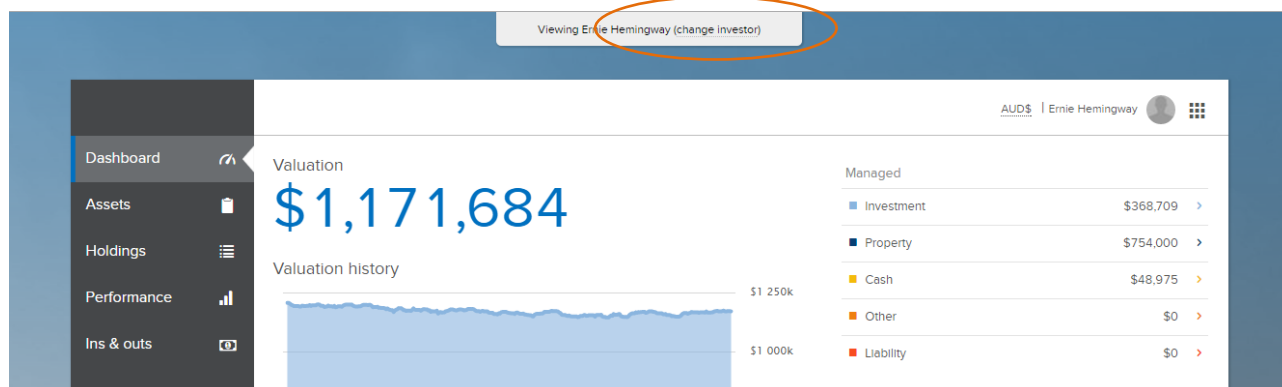 Viewing Ernie Hemingway (change investor)
AUD$ | Ernie Hemingway
Dashboard
Assets
Holdings
Performance
Ins & outs
Valuation
$1,171,684
Valuation history
$1 250k
$1 000k
Managed
Investment $368,709
Property $754,000
Cash $48,975
Other $0
Liability $0